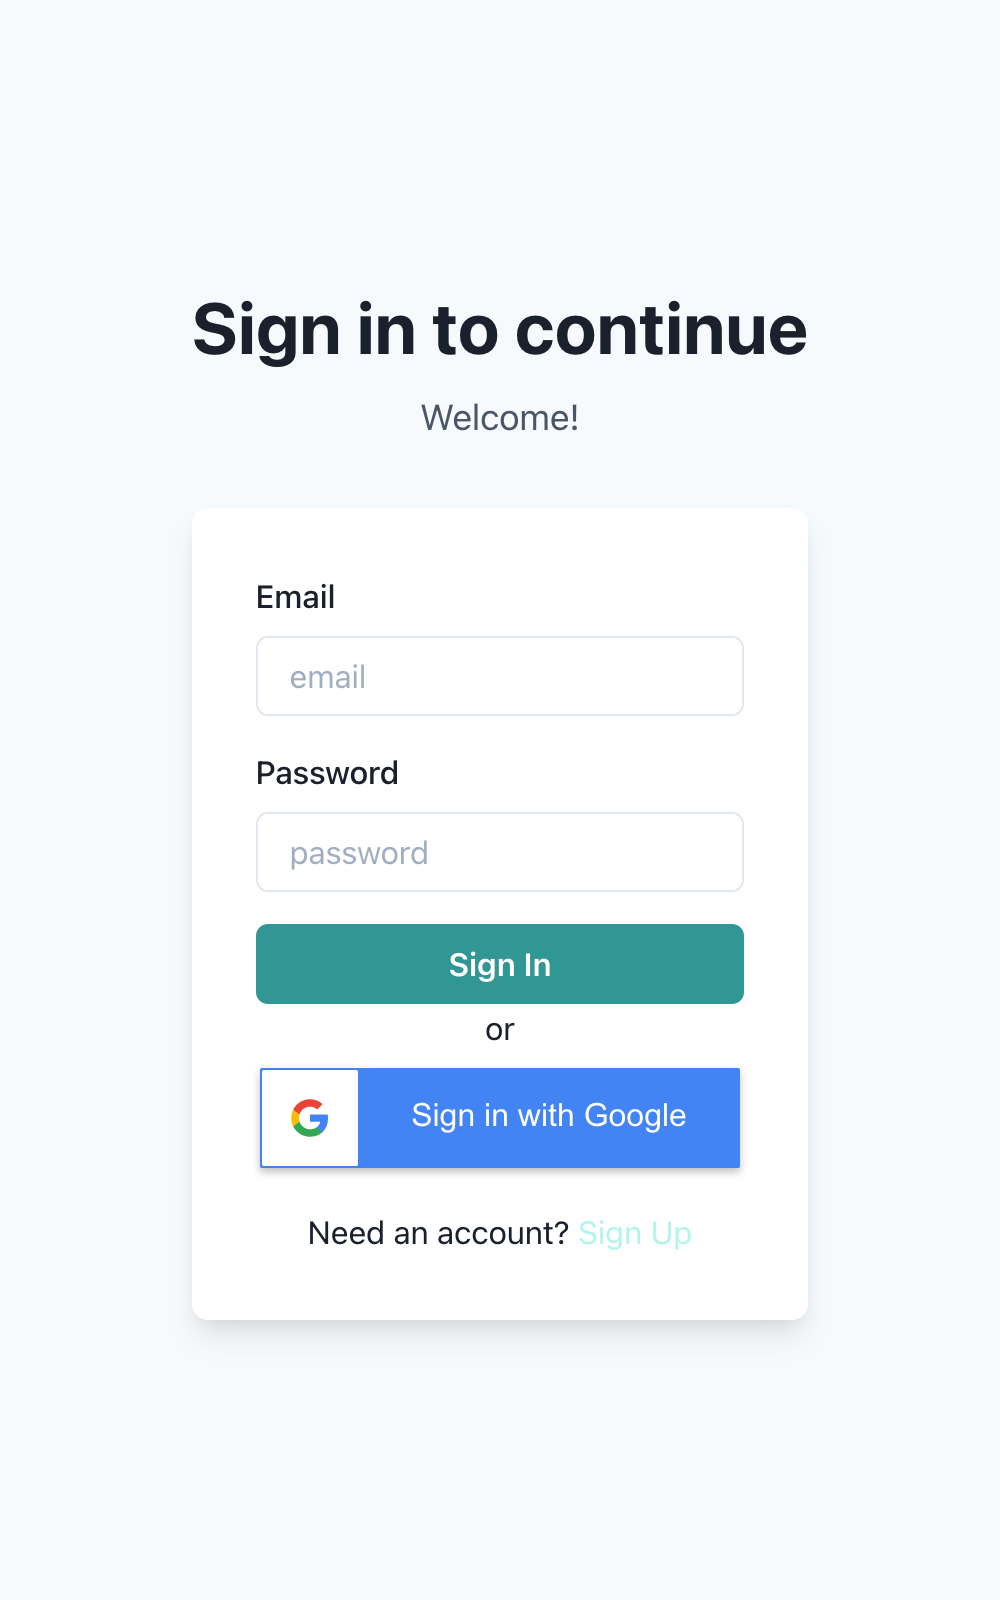 Sign in to continue
Welcome!
Email
email
Password
password
Sign In
or
Sign in with Google
Need an account? Sign Up